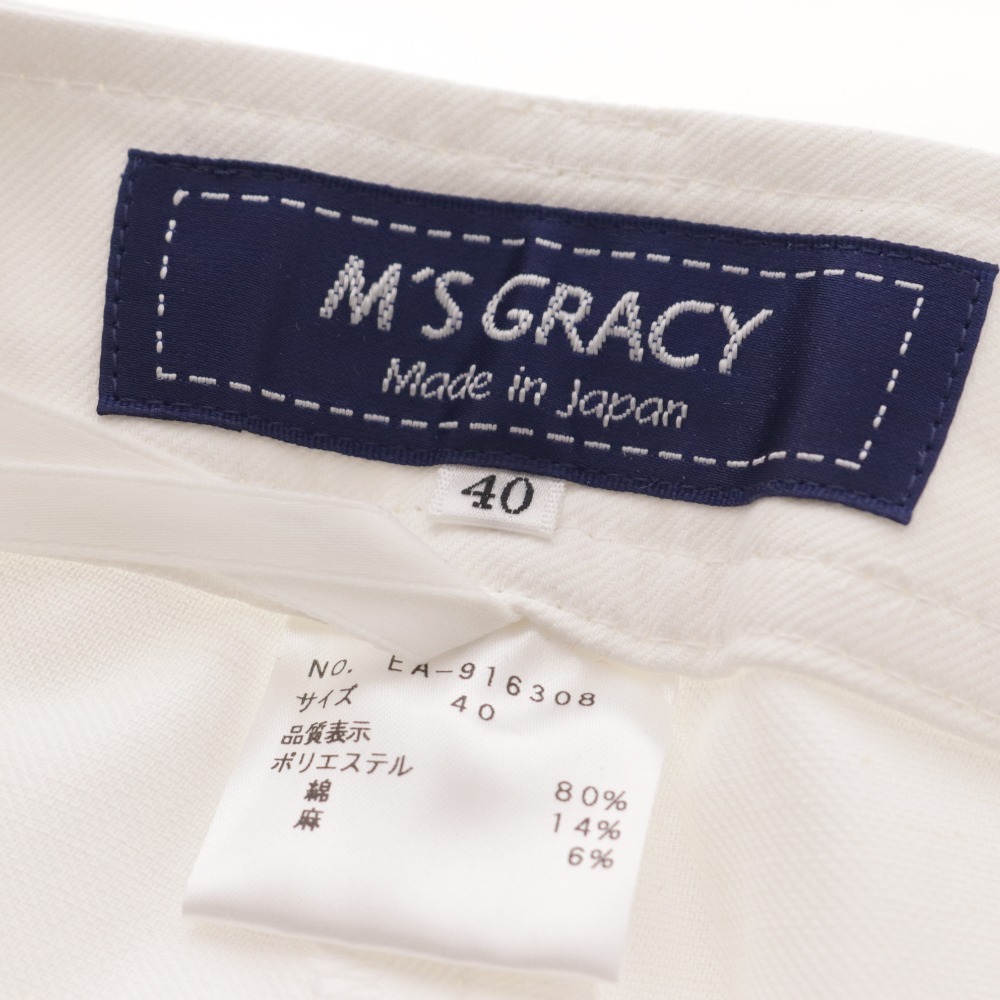 M'S GRACY
Made in Japan
40
NO. EA-916308
サイズ 40
品質表示
ポリエステル 80%
綿 14%
麻 6%